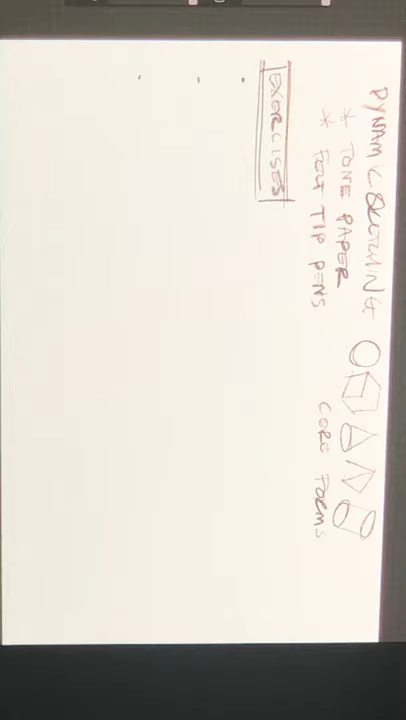 DYNAMIC SKETCHING
* TONE PAPER
* FELT TIP PENS
CORE FORMS
EXERCISES